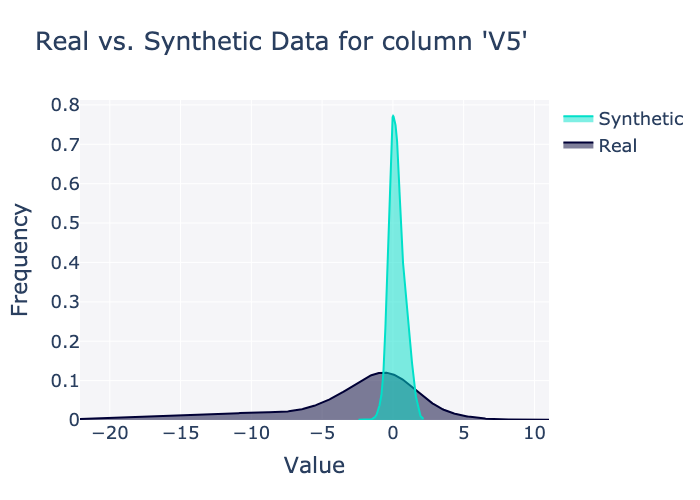 Real vs. Synthetic Data for column 'V5'
Synthetic
Real
Frequency
0.8
0.7
0.6
0.5
0.4
0.3
0.2
0.1
0
−20 −15 −10 −5 0 5 10
Value